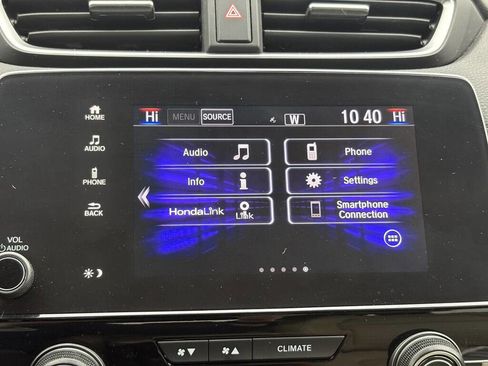 HOME
AUDIO
PHONE
BACK
VOL
AUDIO
Hi MENU SOURCE W 10 40 Hi
Audio
Phone
Info
Settings
HondaLink Link
Smartphone
Connection
CLIMATE